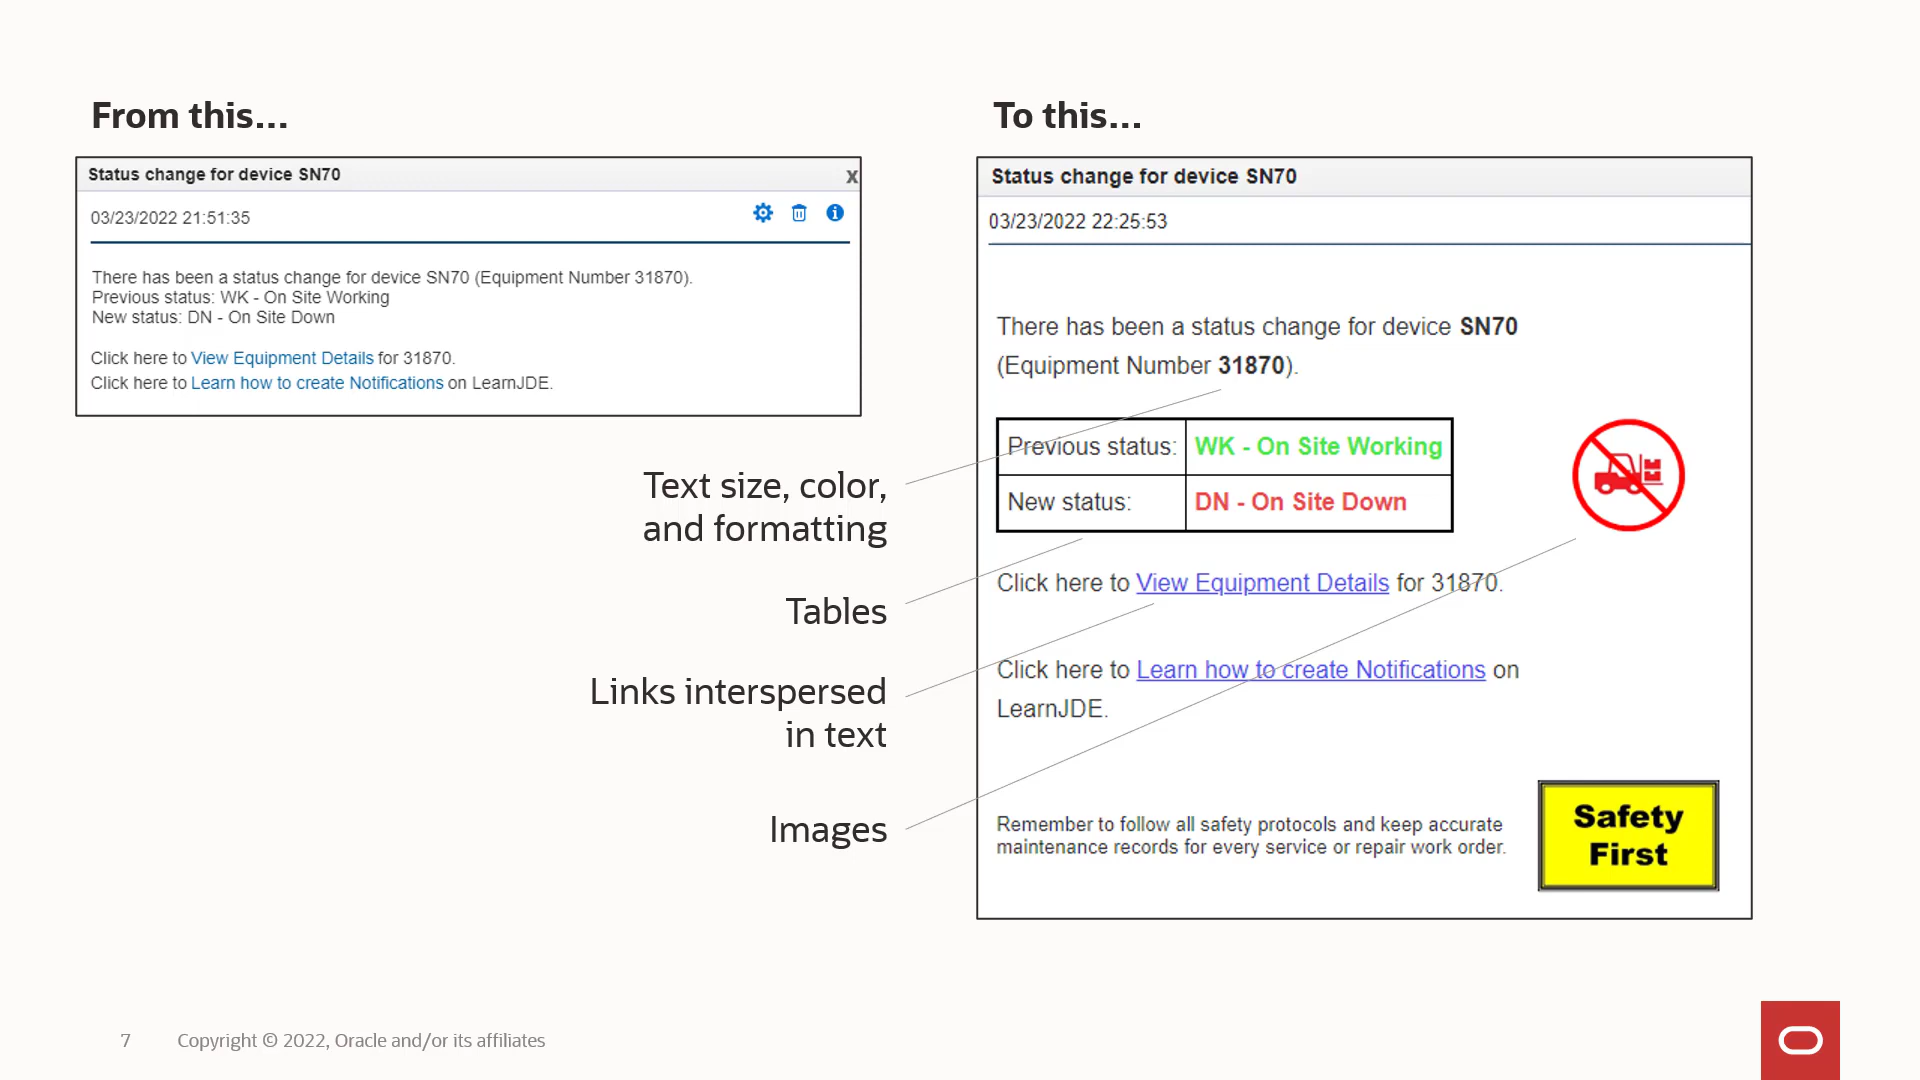 From this...
Status change for device SN70
X
03/23/2022 21:51:35
There has been a status change for device SN70 (Equipment Number 31870).
Previous status: WK - On Site Working
New status: DN - On Site Down
Click here to View Equipment Details for 31870.
Click here to Learn how to create Notifications on LearnJDE.
Text size, color,
and formatting
Tables
Links interspersed
in text
Images
To this...
Status change for device SN70
03/23/2022 22:25:53
There has been a status change for device SN70
(Equipment Number 31870).
Previous status: WK - On Site Working
New status: DN - On Site Down
Click here to View Equipment Details for 31870.
Click here to Learn how to create Notifications on
LearnJDE.
Remember to follow all safety protocols and keep accurate
maintenance records for every service or repair work order.
Safety
First
7 Copyright © 2022, Oracle and/or its affiliates